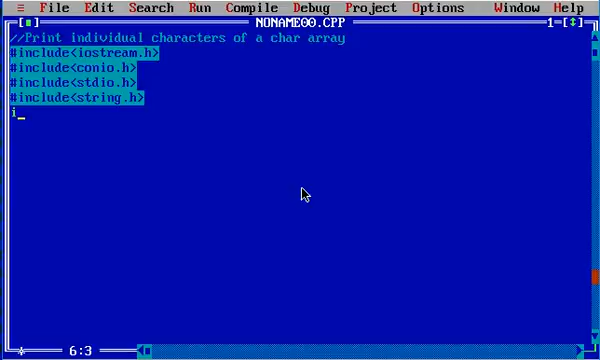 ≡ File Edit Search Run Compile Debug Project Options Window Help
[■] NONAME00.CPP 1=[↕]
//Print individual characters of a char array
#include<iostream.h>
#include<conio.h>
#include<stdio.h>
#include<string.h>
i_
* 6:3